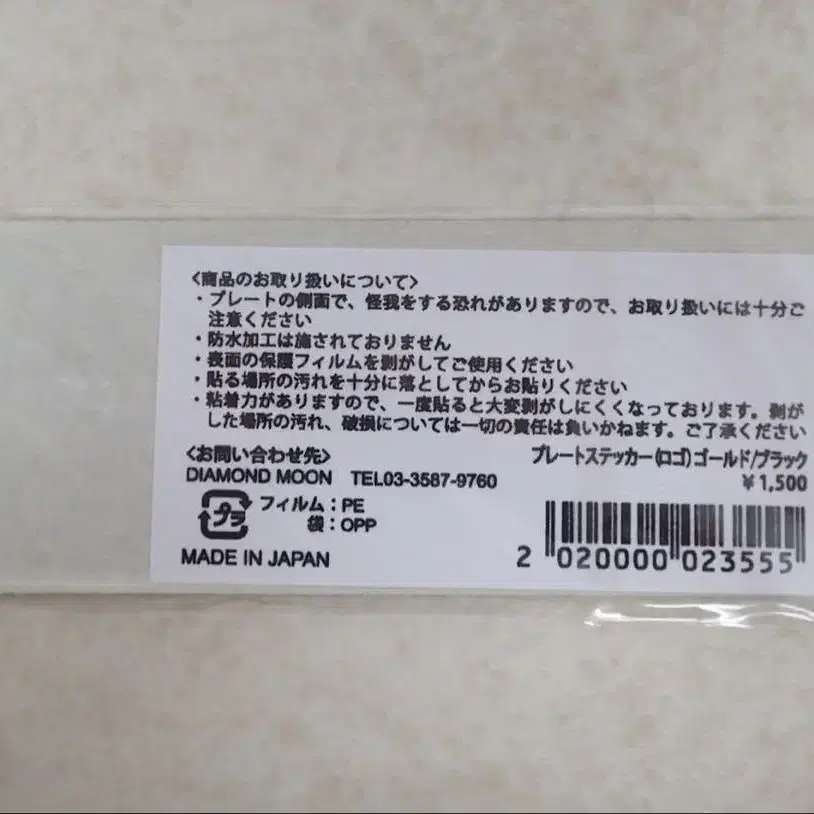 <商品のお取り扱いについて>
・プレートの側面で、怪我をする恐れがありますので、お取り扱いには十分ご
注意ください
・防水加工は施されておりません
・表面の保護フィルムを剥がしてご使用ください
・貼る場所の汚れを十分に落としてからお貼りください
・粘着力がありますので、一度貼ると大変剥がしにくくなっております。剥が
した場所の汚れ、破損については一切の責任は負いかねます。ご了承ください
<お問い合わせ先>
DIAMOND MOON TEL03-3587-9760
プレートステッカー(ロゴ)ゴールド/ブラック
¥1,500
プラ
フィルム:PE
袋:OPP
MADE IN JAPAN
2 020000 023555